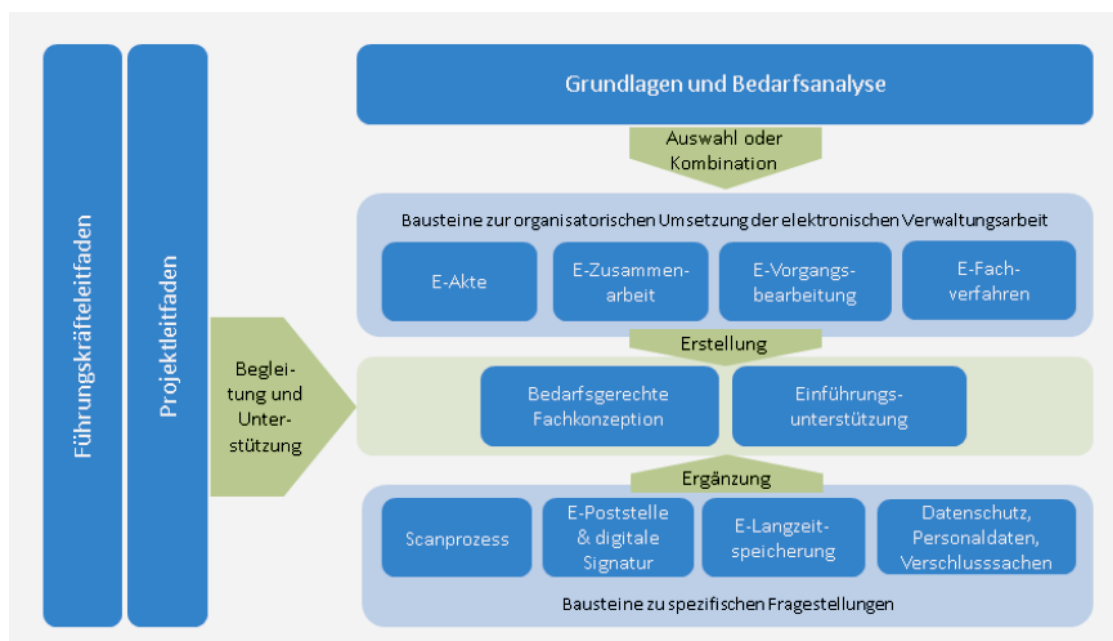 Führungskräfteleitfaden
Projektleitfaden
Grundlagen und Bedarfsanalyse
Auswahl oder
Kombination
Bausteine zur organisatorischen Umsetzung der elektronischen Verwaltungsarbeit
E-Akte
E-Zusammen-
arbeit
E-Vorgangs-
bearbeitung
E-Fach-
verfahren
Erstellung
Beglei-
tung und
Unter-
stützung
Bedarfsgerechte
Fachkonzeption
Einführungs-
unterstützung
Ergänzung
Scanprozess
E-Poststelle
& digitale
Signatur
E-Langzeit-
speicherung
Datenschutz,
Personaldaten,
Verschlusssachen
Bausteine zu spezifischen Fragestellungen